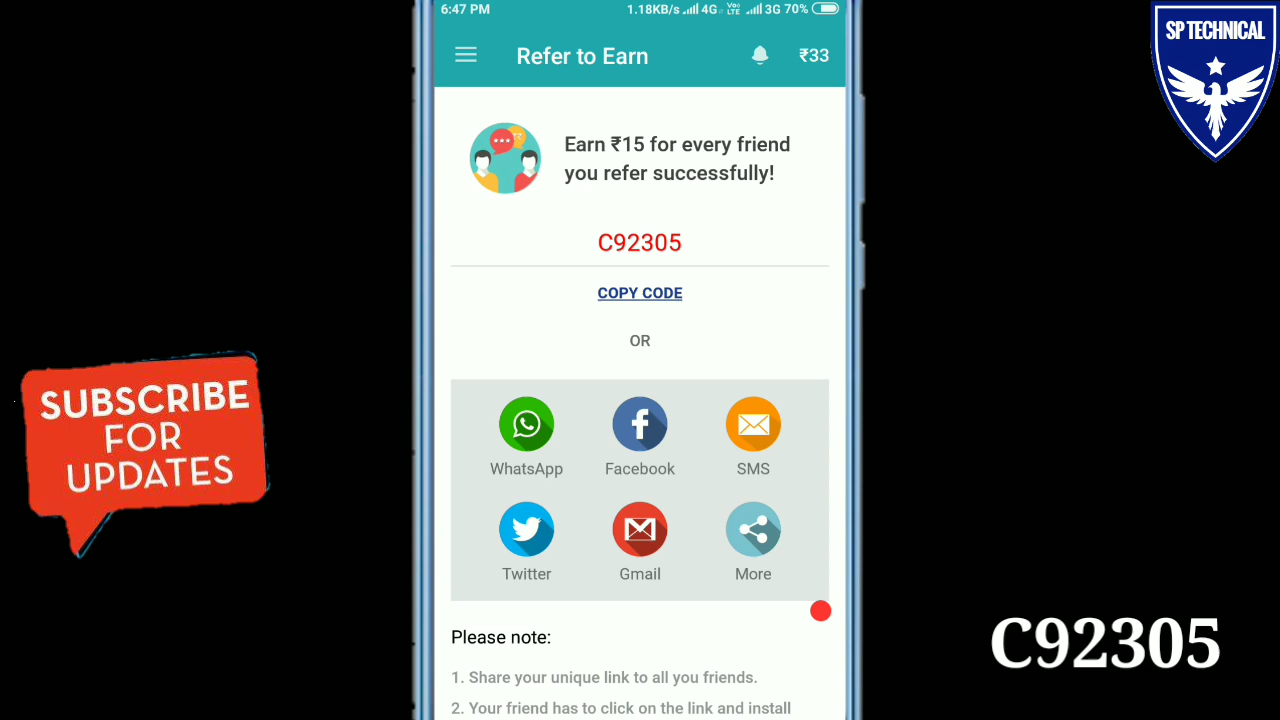 6:47 PM
1.18KB/s 4G VoLTE 3G 70%
Refer to Earn
₹33
SP TECHNICAL
Earn ₹15 for every friend
you refer successfully!
C92305
COPY CODE
OR
WhatsApp
Facebook
SMS
Twitter
Gmail
More
SUBSCRIBE
FOR
UPDATES
Please note:
1. Share your unique link to all you friends.
2. Your friend has to click on the link and install
C92305